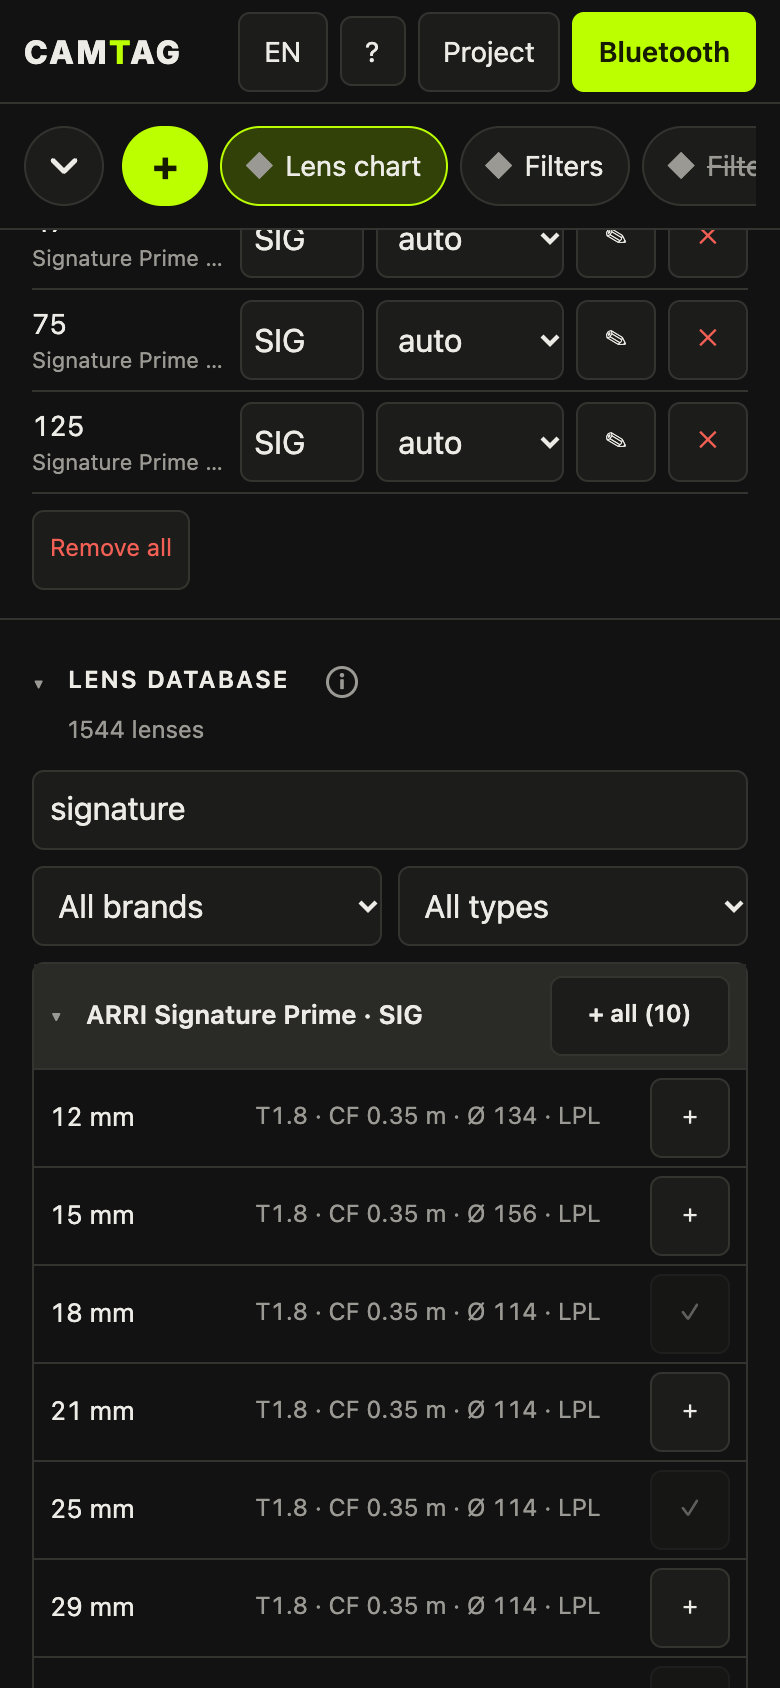 CAMTAG EN ? Project Bluetooth
+ Lens chart Filters Filte
Signature Prime ... SIG auto
75
Signature Prime ... SIG auto
125
Signature Prime ... SIG auto
Remove all
LENS DATABASE
1544 lenses
signature
All brands All types
ARRI Signature Prime · SIG + all (10)
12 mm T1.8 · CF 0.35 m · Ø 134 · LPL +
15 mm T1.8 · CF 0.35 m · Ø 156 · LPL +
18 mm T1.8 · CF 0.35 m · Ø 114 · LPL ✓
21 mm T1.8 · CF 0.35 m · Ø 114 · LPL +
25 mm T1.8 · CF 0.35 m · Ø 114 · LPL ✓
29 mm T1.8 · CF 0.35 m · Ø 114 · LPL +